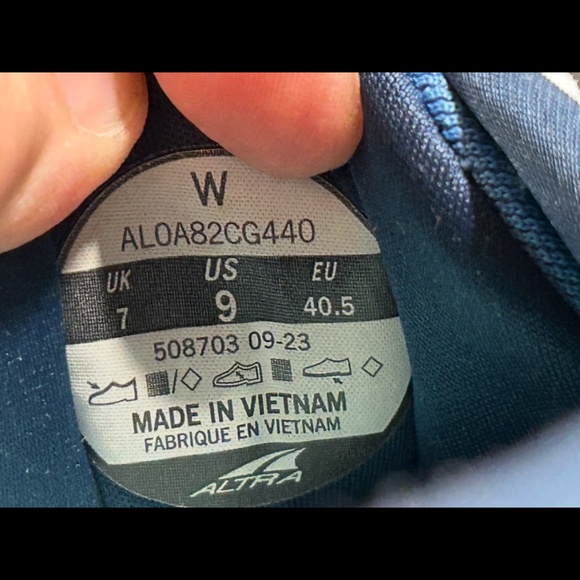 W
AL0A82CG440
UK US EU
7 9 40.5
508703 09-23
MADE IN VIETNAM
FABRIQUE EN VIETNAM
ALTRA